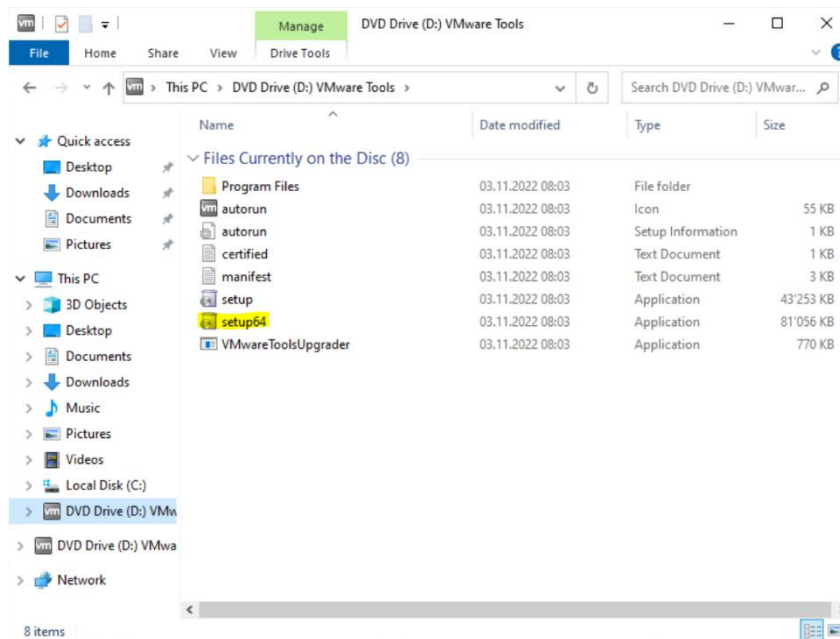 Manage DVD Drive (D:) VMware Tools
File Home Share View Drive Tools
This PC > DVD Drive (D:) VMware Tools > Search DVD Drive (D:) VMwar...
Name Date modified Type Size
Quick access
Desktop
Downloads
Documents
Pictures
This PC
3D Objects
Desktop
Documents
Downloads
Music
Pictures
Videos
Local Disk (C:)
DVD Drive (D:) VMw
DVD Drive (D:) VMwa
Network
Files Currently on the Disc (8)
Program Files 03.11.2022 08:03 File folder
autorun 03.11.2022 08:03 Icon 55 KB
autorun 03.11.2022 08:03 Setup Information 1 KB
certified 03.11.2022 08:03 Text Document 1 KB
manifest 03.11.2022 08:03 Text Document 3 KB
setup 03.11.2022 08:03 Application 43'253 KB
setup64 03.11.2022 08:03 Application 81'056 KB
VMwareToolsUpgrader 03.11.2022 08:03 Application 770 KB
8 items